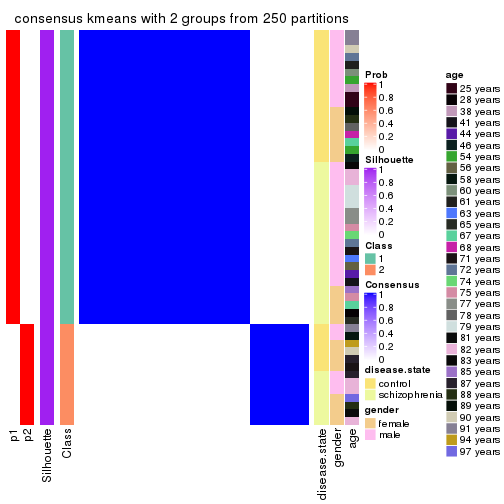 consensus kmeans with 2 groups from 250 partitions
p1
p2
Silhouette
Class
disease.state
gender
age
Prob
1
0.8
0.6
0.4
0.2
0
Silhouette
1
0.8
0.6
0.4
0.2
0
Class
1
2
Consensus
1
0.8
0.6
0.4
0.2
0
disease.state
control
schizophrenia
gender
female
male
age
25 years
28 years
38 years
41 years
44 years
46 years
54 years
56 years
58 years
60 years
61 years
63 years
65 years
67 years
68 years
71 years
72 years
74 years
75 years
77 years
78 years
79 years
81 years
82 years
83 years
85 years
87 years
88 years
89 years
90 years
91 years
94 years
97 years